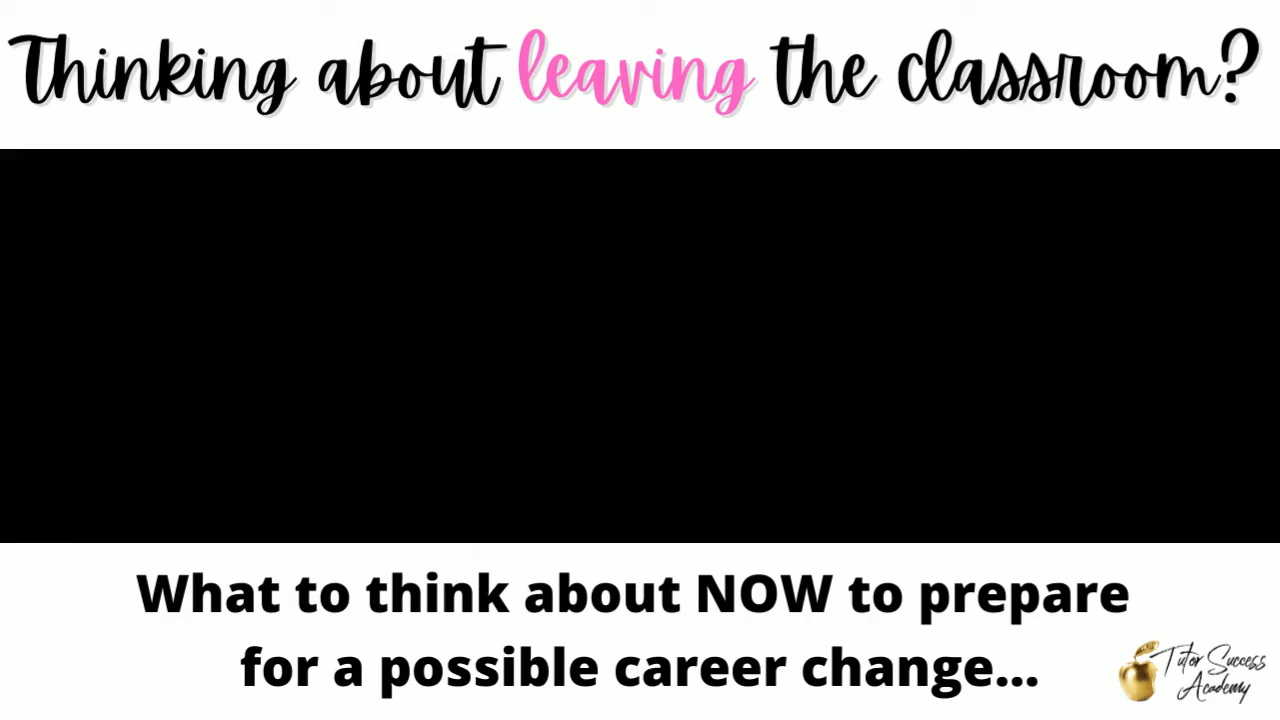 Thinking about leaving the classroom?
What to think about NOW to prepare
for a possible career change...
Tutor Success
Academy